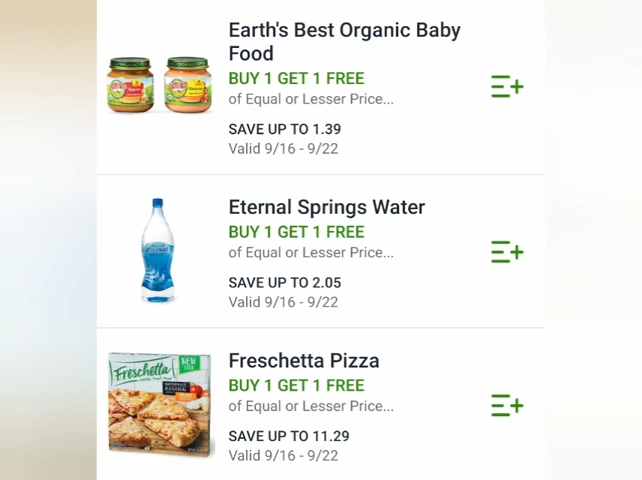 Earth's Best Organic Baby
Food
BUY 1 GET 1 FREE
of Equal or Lesser Price...
SAVE UP TO 1.39
Valid 9/16 - 9/22
Eternal Springs Water
BUY 1 GET 1 FREE
of Equal or Lesser Price...
SAVE UP TO 2.05
Valid 9/16 - 9/22
Freschetta
NEW
Freschetta Pizza
BUY 1 GET 1 FREE
of Equal or Lesser Price...
SAVE UP TO 11.29
Valid 9/16 - 9/22